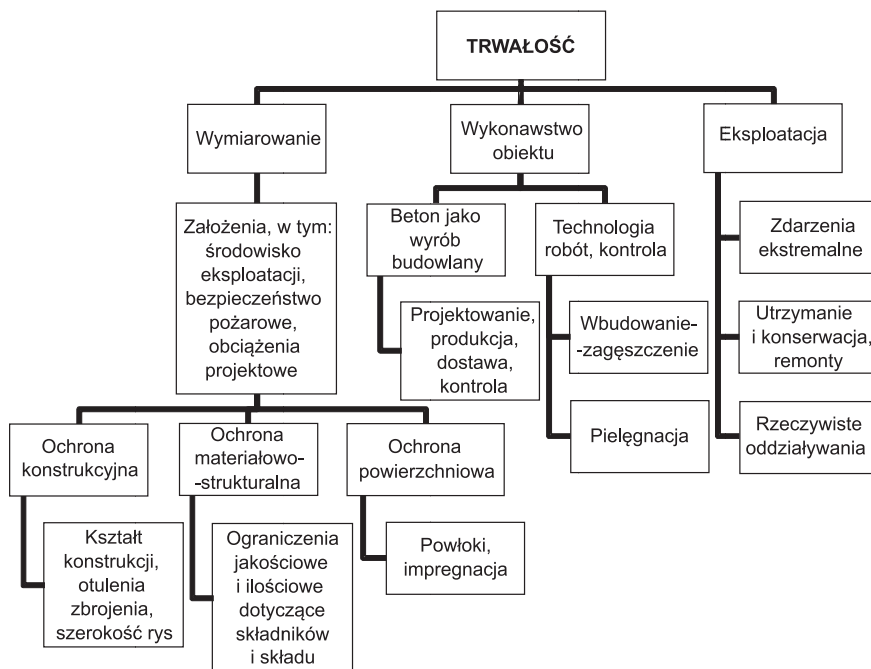 TRWAŁOŚĆ
Wymiarowanie
Wykonawstwo
obiektu
Eksploatacja
Założenia, w tym:
środowisko
eksploatacji,
bezpieczeństwo
pożarowe,
obciążenia
projektowe
Beton jako
wyrób
budowlany
Technologia
robót, kontrola
Zdarzenia
ekstremalne
Projektowanie,
produkcja,
dostawa,
kontrola
Wbudowanie-
-zagęszczenie
Utrzymanie
i konserwacja,
remonty
Pielęgnacja
Rzeczywiste
oddziaływania
Ochrona
konstrukcyjna
Ochrona
materiałowo-
-strukturalna
Ochrona
powierzchniowa
Kształt
konstrukcji,
otulenia
zbrojenia,
szerokość rys
Ograniczenia
jakościowe
i ilościowe
dotyczące
składników
i składu
Powłoki,
impregnacja